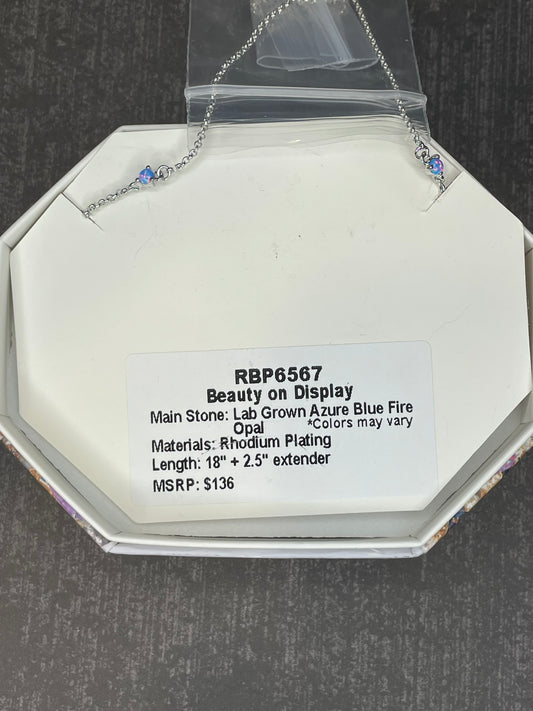 RBP6567
Beauty on Display
Main Stone: Lab Grown Azure Blue Fire
Opal *Colors may vary
Materials: Rhodium Plating
Length: 18" + 2.5" extender
MSRP: $136